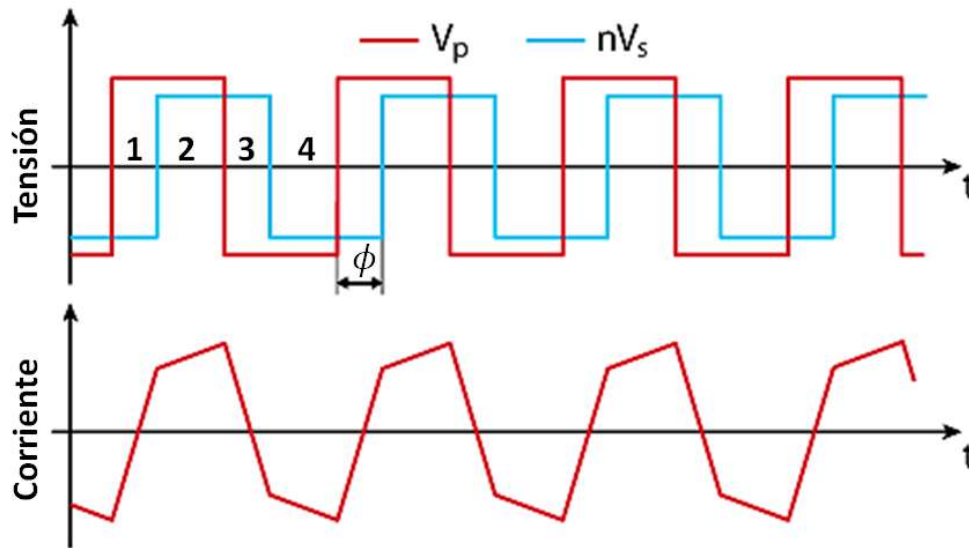 Vp nVs
Tensión
1 2 3 4
t
ϕ
Corriente
t